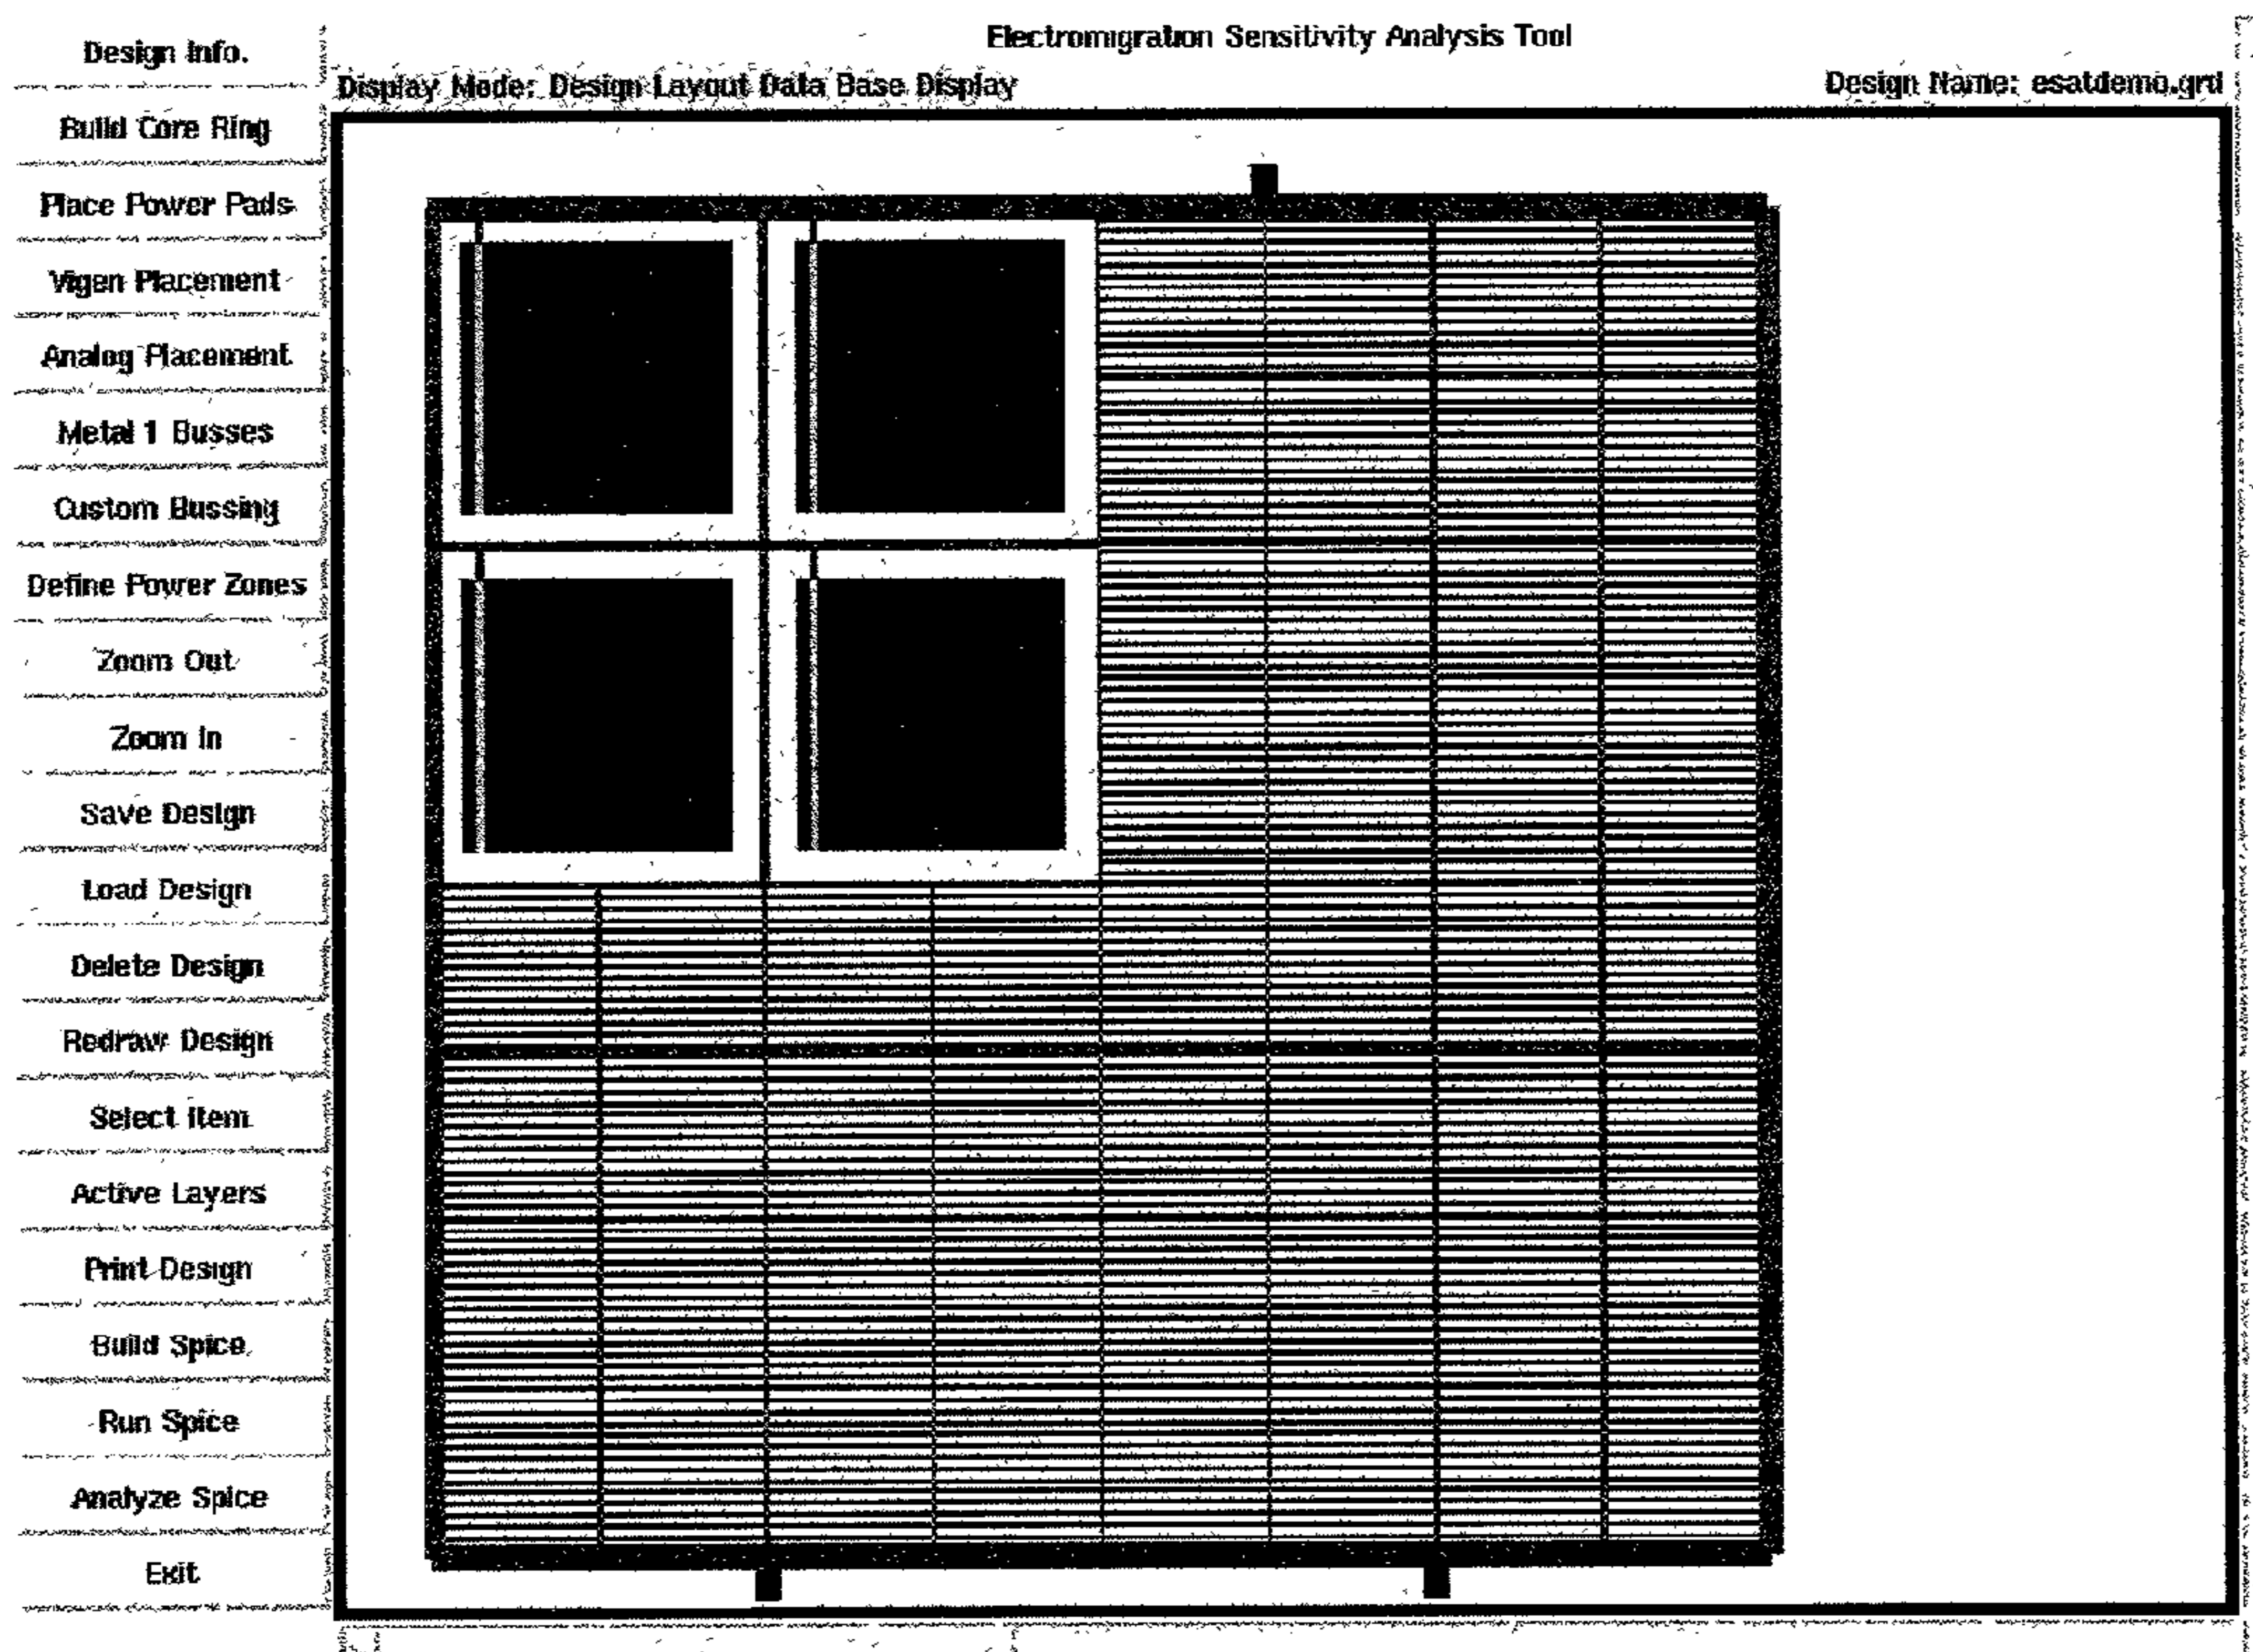 Electromigration Sensitivity Analysis Tool
Display Mode: Design Layout Data Base Display
Design Name: esatdemo.grd
Design Info.
Build Core Ring
Place Power Pads
Vigen Placement
Analog Placement
Metal 1 Busses
Custom Bussing
Define Power Zones
Zoom Out
Zoom In
Save Design
Load Design
Delete Design
Redraw Design
Select Item
Active Layers
Print Design
Build Spice
Run Spice
Analyze Spice
Exit